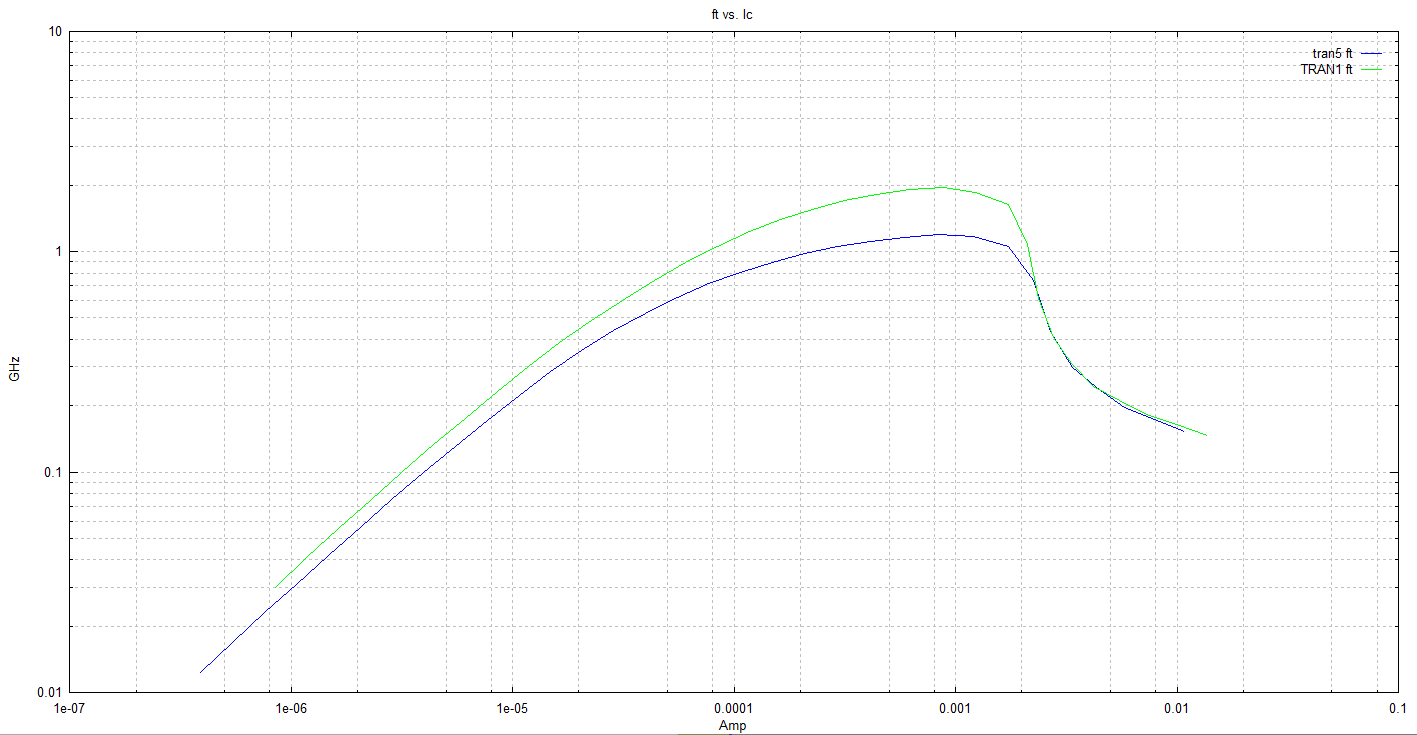 ft vs. Ic
10
tran5 ft
TRAN1 ft
1
GHz
0.1
0.01
1e-07 1e-06 1e-05 0.0001 0.001 0.01 0.1
Amp